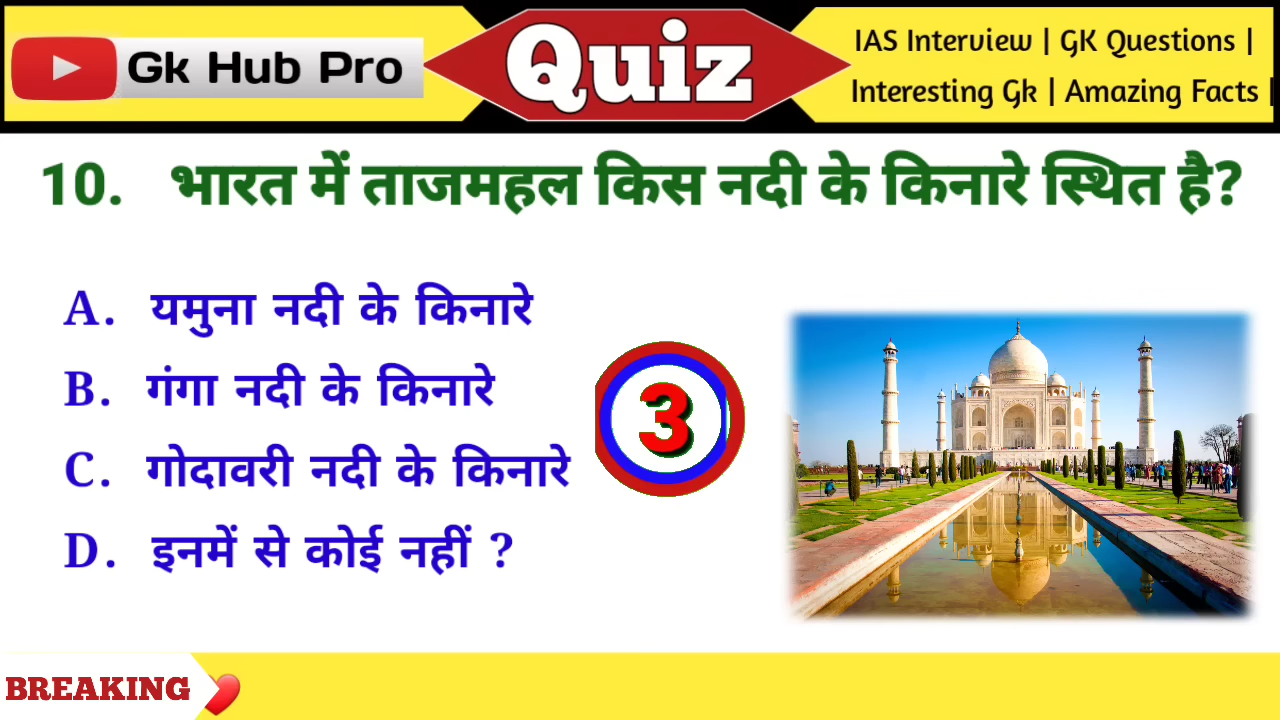 Gk Hub Pro
Quiz
IAS Interview | GK Questions |
Interesting Gk | Amazing Facts |
10. भारत में ताजमहल किस नदी के किनारे स्थित है?
A. यमुना नदी के किनारे
B. गंगा नदी के किनारे
C. गोदावरी नदी के किनारे
D. इनमें से कोई नहीं ?
3
BREAKING